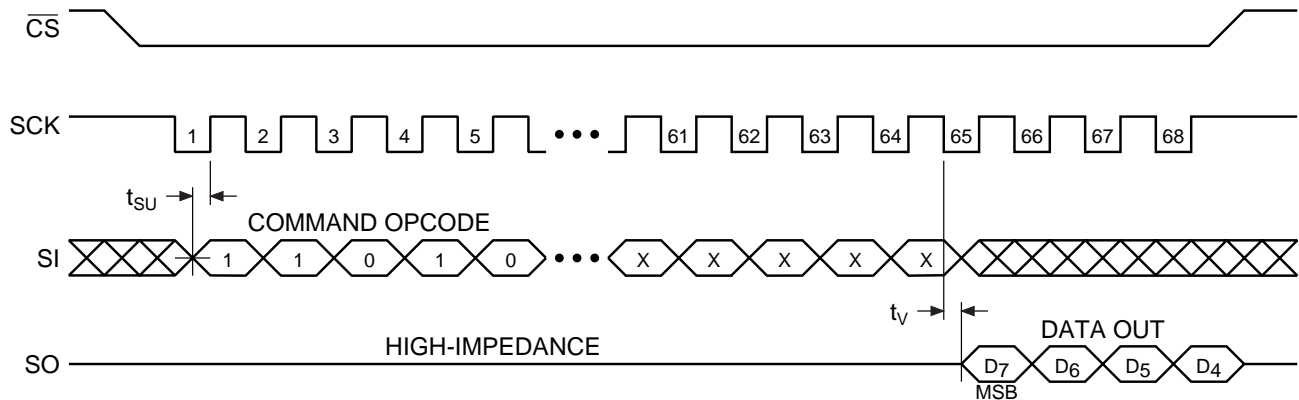 CS
SCK 1 2 3 4 5 ••• 61 62 63 64 65 66 67 68
tSU
COMMAND OPCODE
SI 1 1 0 1 0 ••• X X X X X
tV
DATA OUT
HIGH-IMPEDANCE
SO D7 D6 D5 D4
MSB